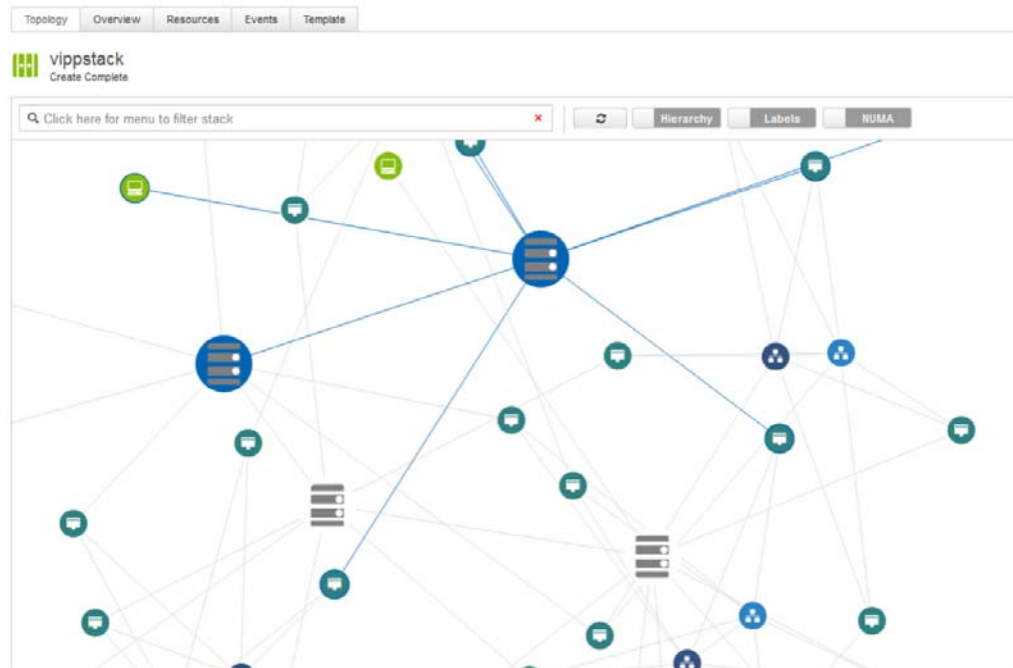 Topology Overview Resources Events Template
vippstack
Create Complete
Click here for menu to filter stack × Hierarchy Labels NUMA